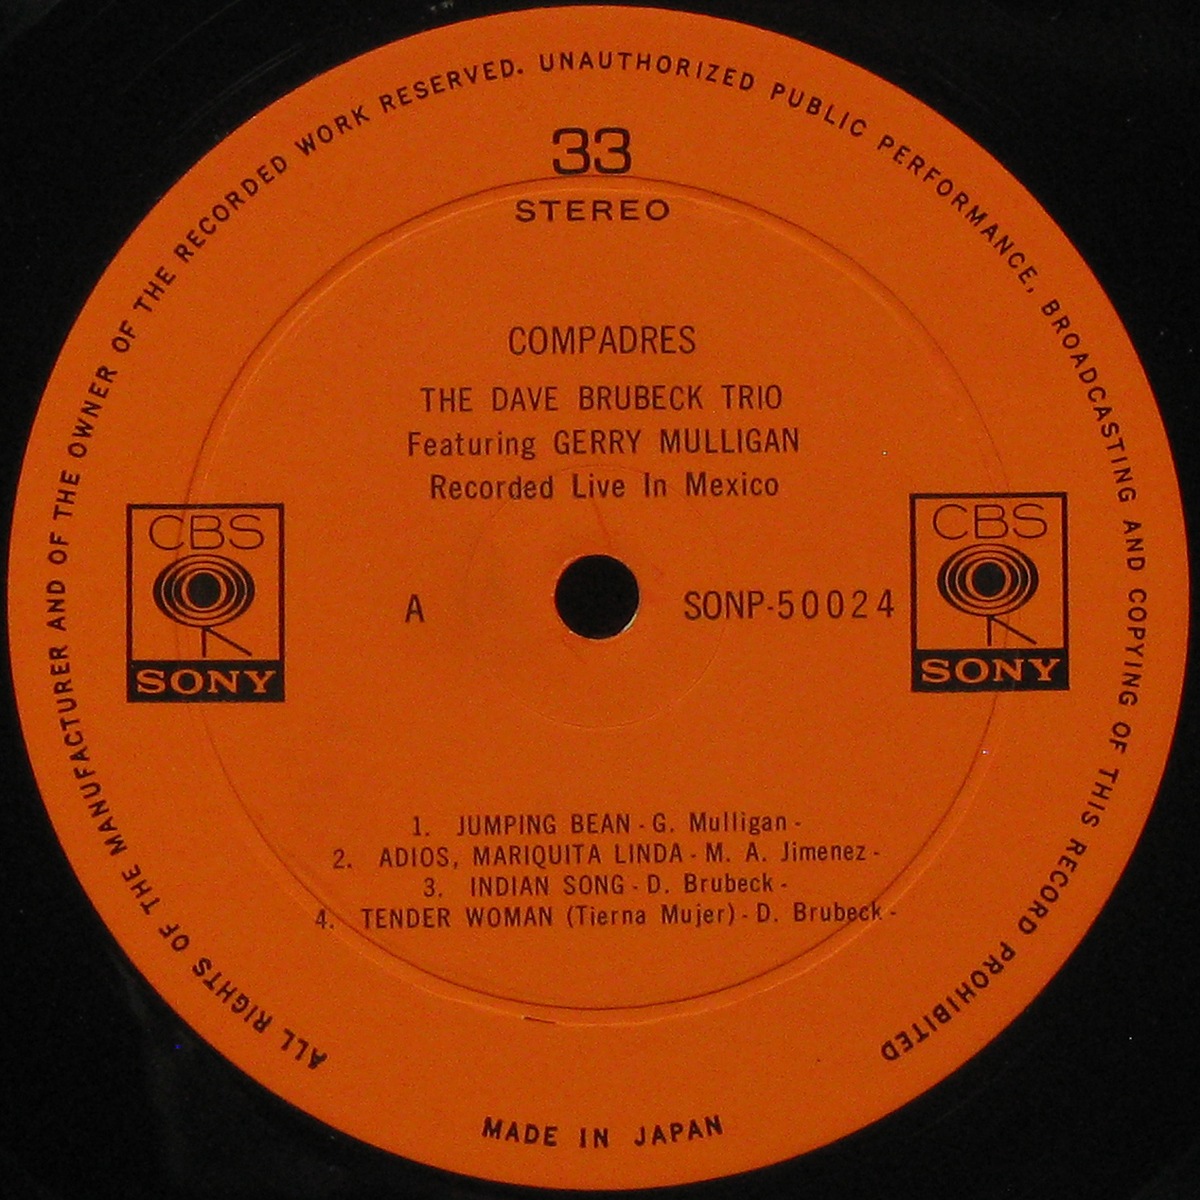 ALL RIGHTS OF THE MANUFACTURER AND OF THE OWNER OF THE RECORDED WORK RESERVED. UNAUTHORIZED PUBLIC PERFORMANCE, BROADCASTING AND COPYING OF THIS RECORD PROHIBITED
33
STEREO
COMPADRES
THE DAVE BRUBECK TRIO
Featuring GERRY MULLIGAN
Recorded Live In Mexico
CBS
SONY
A
SONP-50024
CBS
SONY
1. JUMPING BEAN - G. Mulligan -
2. ADIOS, MARIQUITA LINDA - M. A. Jimenez -
3. INDIAN SONG - D. Brubeck -
4. TENDER WOMAN (Tierna Mujer) - D. Brubeck -
MADE IN JAPAN